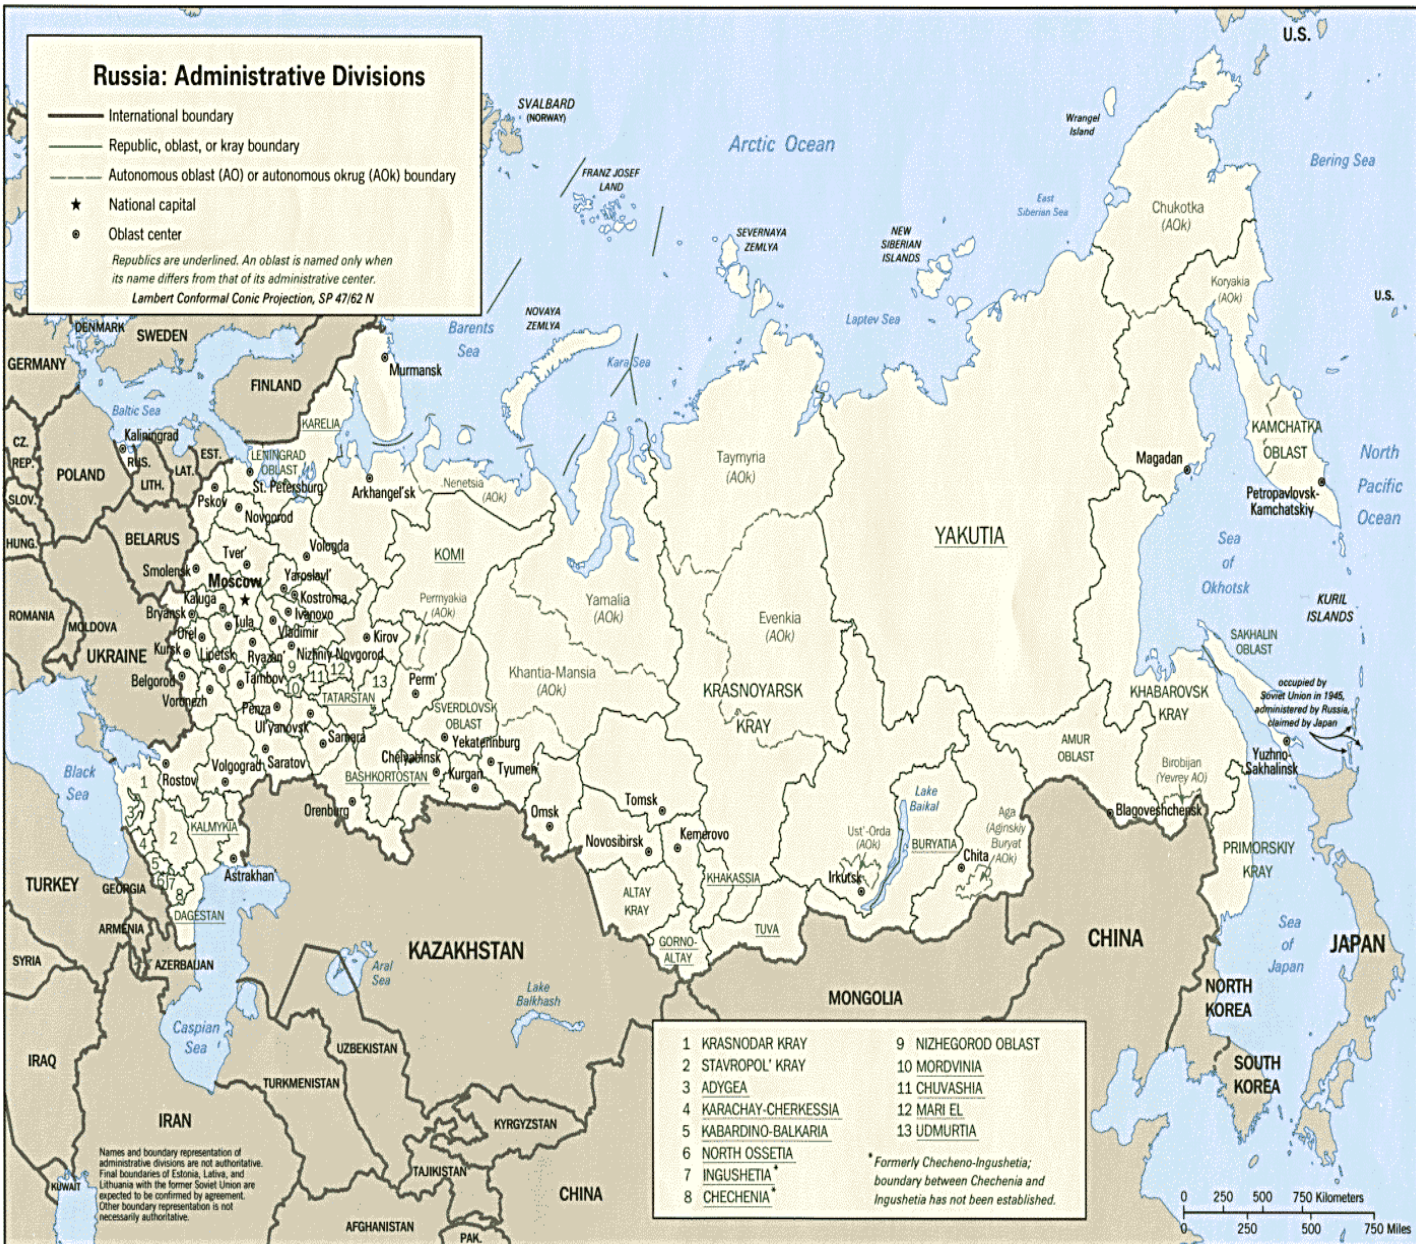 Russia: Administrative Divisions
International boundary
Republic, oblast, or kray boundary
Autonomous oblast (AO) or autonomous okrug (AOk) boundary
National capital
Oblast center
Republics are underlined. An oblast is named only when
its name differs from that of its administrative center.
Lambert Conformal Conic Projection, SP 47/62 N
U.S.
SVALBARD
(NORWAY)
Arctic Ocean
Wrangel
Island
Bering Sea
FRANZ JOSEF
LAND
East
Siberian Sea
Chukotka
(AOk)
SEVERNAYA
ZEMLYA
NEW
SIBERIAN
ISLANDS
Koryakia
(AOk)
U.S.
NOVAYA
ZEMLYA
Barents
Sea
Laptev Sea
Kara Sea
DENMARK
SWEDEN
GERMANY
FINLAND
Murmansk
Baltic Sea
KARELIA
Kaliningrad
CZ.
REP.
POLAND
RUS.
LITH.
LAT.
EST.
LENINGRAD
OBLAST
St. Petersburg
Arkhangel'sk
Nenetsia
(AOk)
Taymyria
(AOk)
Magadan
KAMCHATKA
OBLAST
North
Pacific
Ocean
Petropavlovsk-
Kamchatskiy
SLOV.
Pskov
Novgorod
HUNG.
BELARUS
Tver'
Vologda
KOMI
YAKUTIA
Sea
of
Okhotsk
Smolensk
Moscow
Yaroslavl'
Kostroma
Permyakia
(AOk)
Yamalia
(AOk)
Evenkia
(AOk)
KURIL
ISLANDS
ROMANIA
MOLDOVA
Bryansk
Kaluga
Ivanovo
Tula
Vladimir
Kirov
Orel
UKRAINE
Kursk
Lipetsk
Ryazan'
Nizhniy Novgorod
SAKHALIN
OBLAST
Khantia-Mansia
(AOk)
9
11
12
13
10
Belgorod
Tambov
TATARSTAN
Perm'
Voronezh
Penza
Ul'yanovsk
SVERDLOVSK
OBLAST
KRASNOYARSK
KRAY
KHABAROVSK
KRAY
occupied by
Soviet Union in 1945,
administered by Russia,
claimed by Japan
Samara
Yekaterinburg
AMUR
OBLAST
Yuzhno-
Sakhalinsk
Black
Sea
Rostov
Volgograd
Saratov
Chelyabinsk
BASHKORTOSTAN
Kurgan
Tyumen'
Birobijan
(Yevrey AO)
1
3
2
4
5
6
7
8
Orenburg
Omsk
Tomsk
Lake
Baikal
Blagoveshchensk
KALMYKIA
Novosibirsk
Kemerovo
Ust'-Orda
(AOk)
BURYATIA
Aga
(Aginskiy
Buryat
AOk)
Chita
PRIMORSKIY
KRAY
Astrakhan'
KHAKASSIA
Irkutsk
TURKEY
GEORGIA
DAGESTAN
ALTAY
KRAY
ARMENIA
GORNO-
ALTAY
TUVA
CHINA
Sea
of
Japan
JAPAN
SYRIA
AZERBAIJAN
KAZAKHSTAN
Aral
Sea
Lake
Balkhash
MONGOLIA
NORTH
KOREA
Caspian
Sea
IRAQ
UZBEKISTAN
TURKMENISTAN
SOUTH
KOREA
IRAN
KYRGYZSTAN
TAJIKISTAN
KUWAIT
AFGHANISTAN
PAK.
CHINA
Names and boundary representation of
administrative divisions are not authoritative.
Final boundaries of Estonia, Lativa, and
Lithuania with the former Soviet Union are
expected to be confirmed by agreement.
Other boundary representation is not
necessarily authoritative.
1 KRASNODAR KRAY
2 STAVROPOL' KRAY
3 ADYGEA
4 KARACHAY-CHERKESSIA
5 KABARDINO-BALKARIA
6 NORTH OSSETIA
7 INGUSHETIA*
8 CHECHENIA*
9 NIZHEGOROD OBLAST
10 MORDVINIA
11 CHUVASHIA
12 MARI EL
13 UDMURTIA
*Formerly Checheno-Ingushetia;
boundary between Chechenia and
Ingushetia has not been established.
0 250 500 750 Kilometers
0 250 500 750 Miles